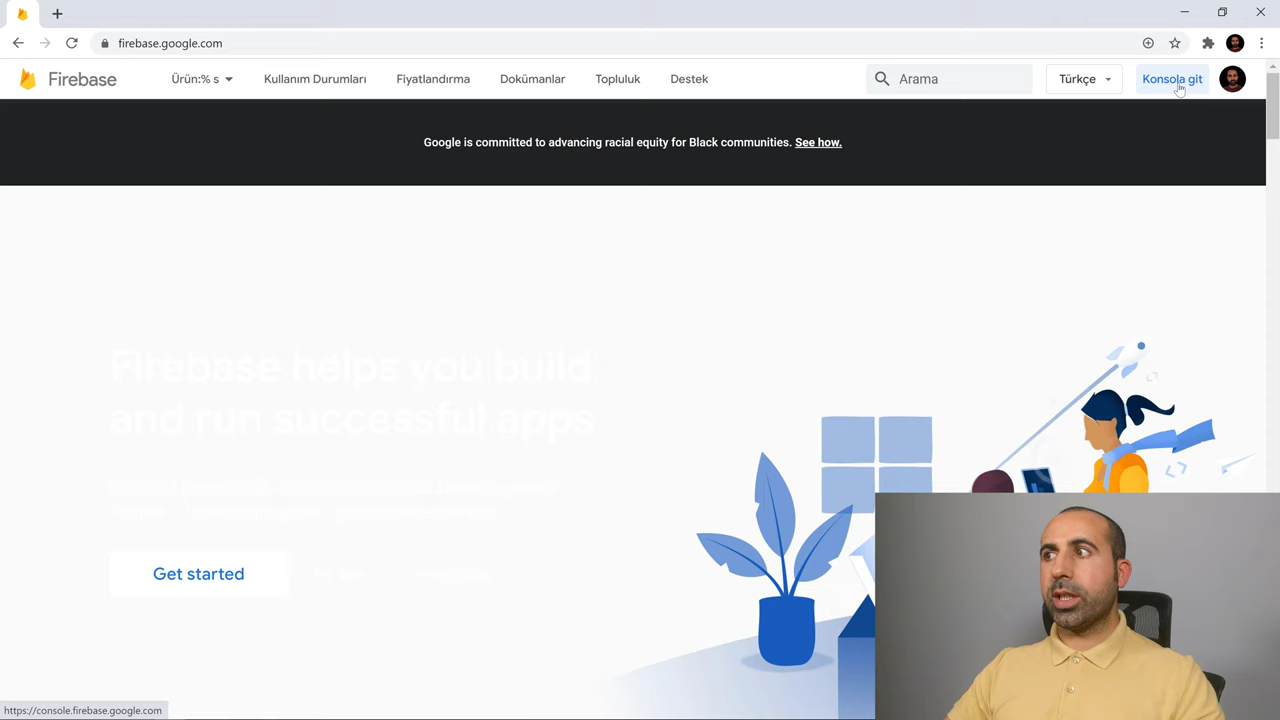 firebase.google.com
Firebase
Ürün:% s
Kullanım Durumları
Fiyatlandırma
Dokümanlar
Topluluk
Destek
Arama
Türkçe
Konsola git
Google is committed to advancing racial equity for Black communities. See how.
Firebase helps you build
and run successful apps
Get started
https://console.firebase.google.com